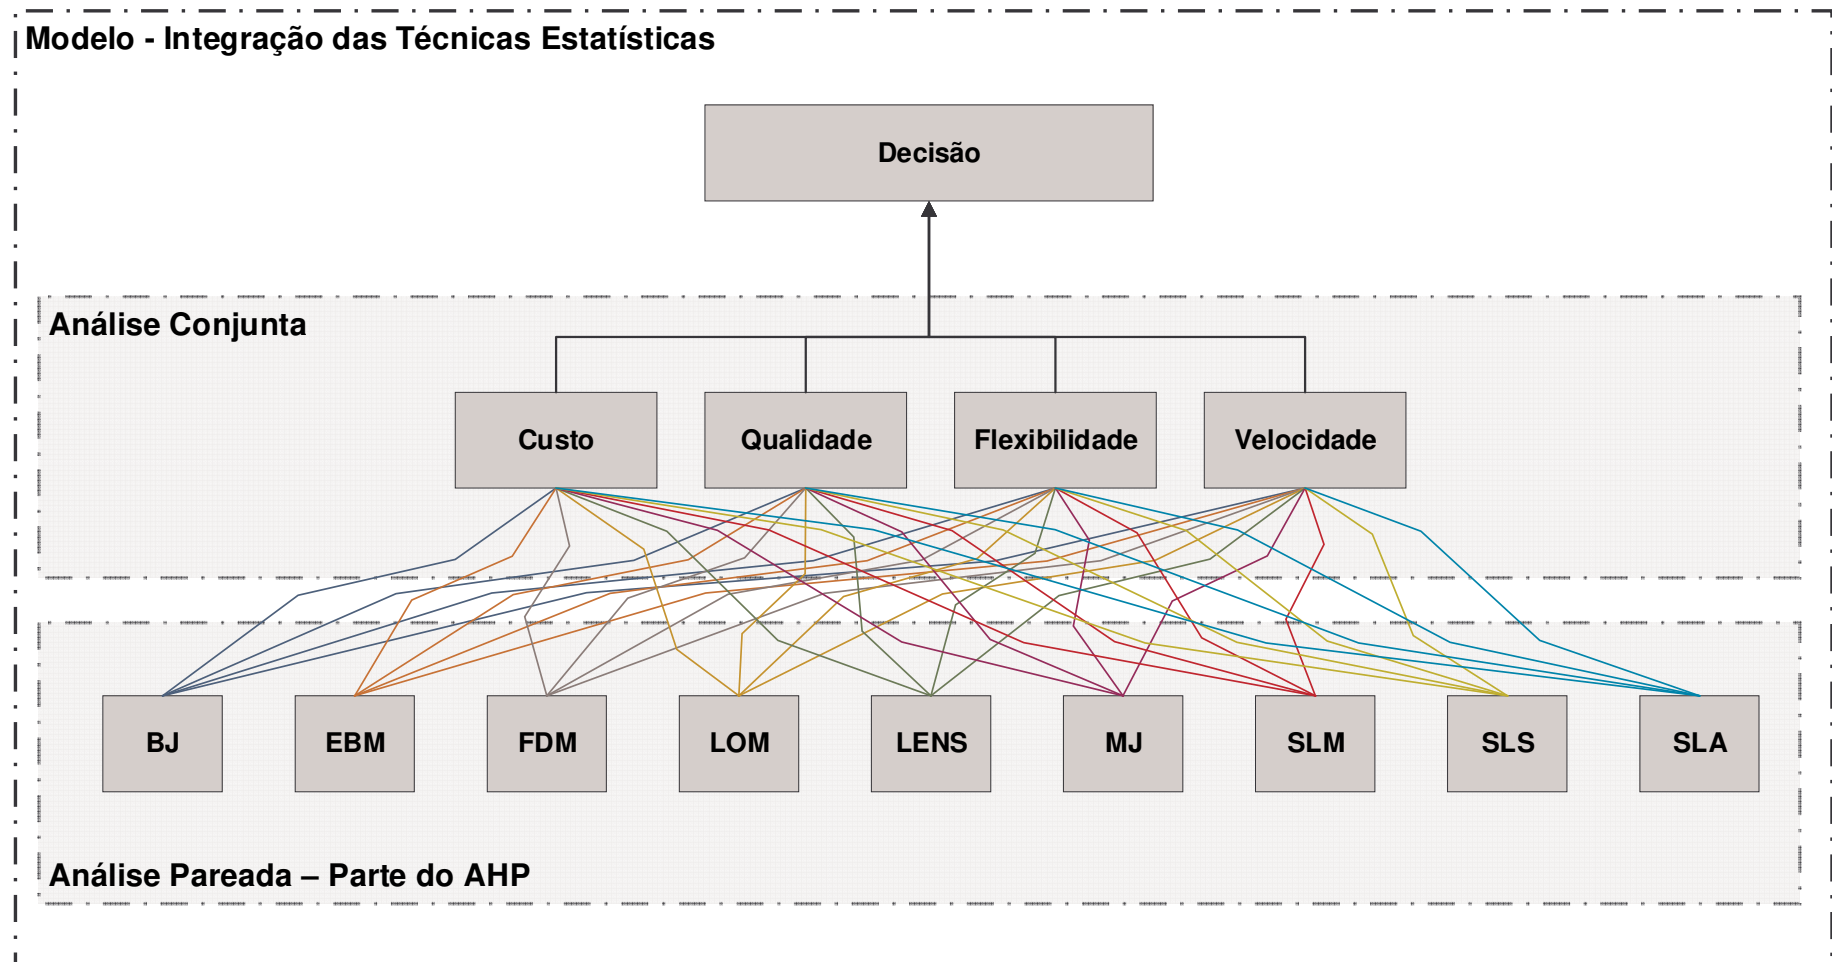 Modelo - Integração das Técnicas Estatísticas
Decisão
Análise Conjunta
Custo
Qualidade
Flexibilidade
Velocidade
BJ
EBM
FDM
LOM
LENS
MJ
SLM
SLS
SLA
Análise Pareada – Parte do AHP